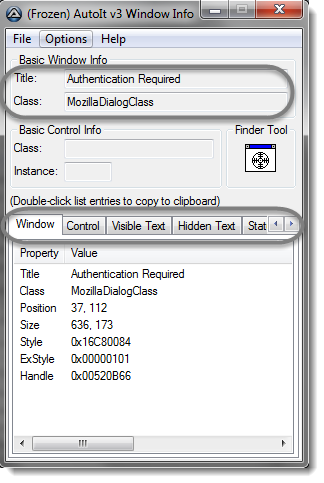 (Frozen) AutoIt v3 Window Info
File Options Help
Basic Window Info
Title: Authentication Required
Class: MozillaDialogClass
Basic Control Info Finder Tool
Class:
Instance:
(Double-click list entries to copy to clipboard)
Window Control Visible Text Hidden Text Stat
Property Value
Title Authentication Required
Class MozillaDialogClass
Position 37, 112
Size 636, 173
Style 0x16C80084
ExStyle 0x00000101
Handle 0x00520B66